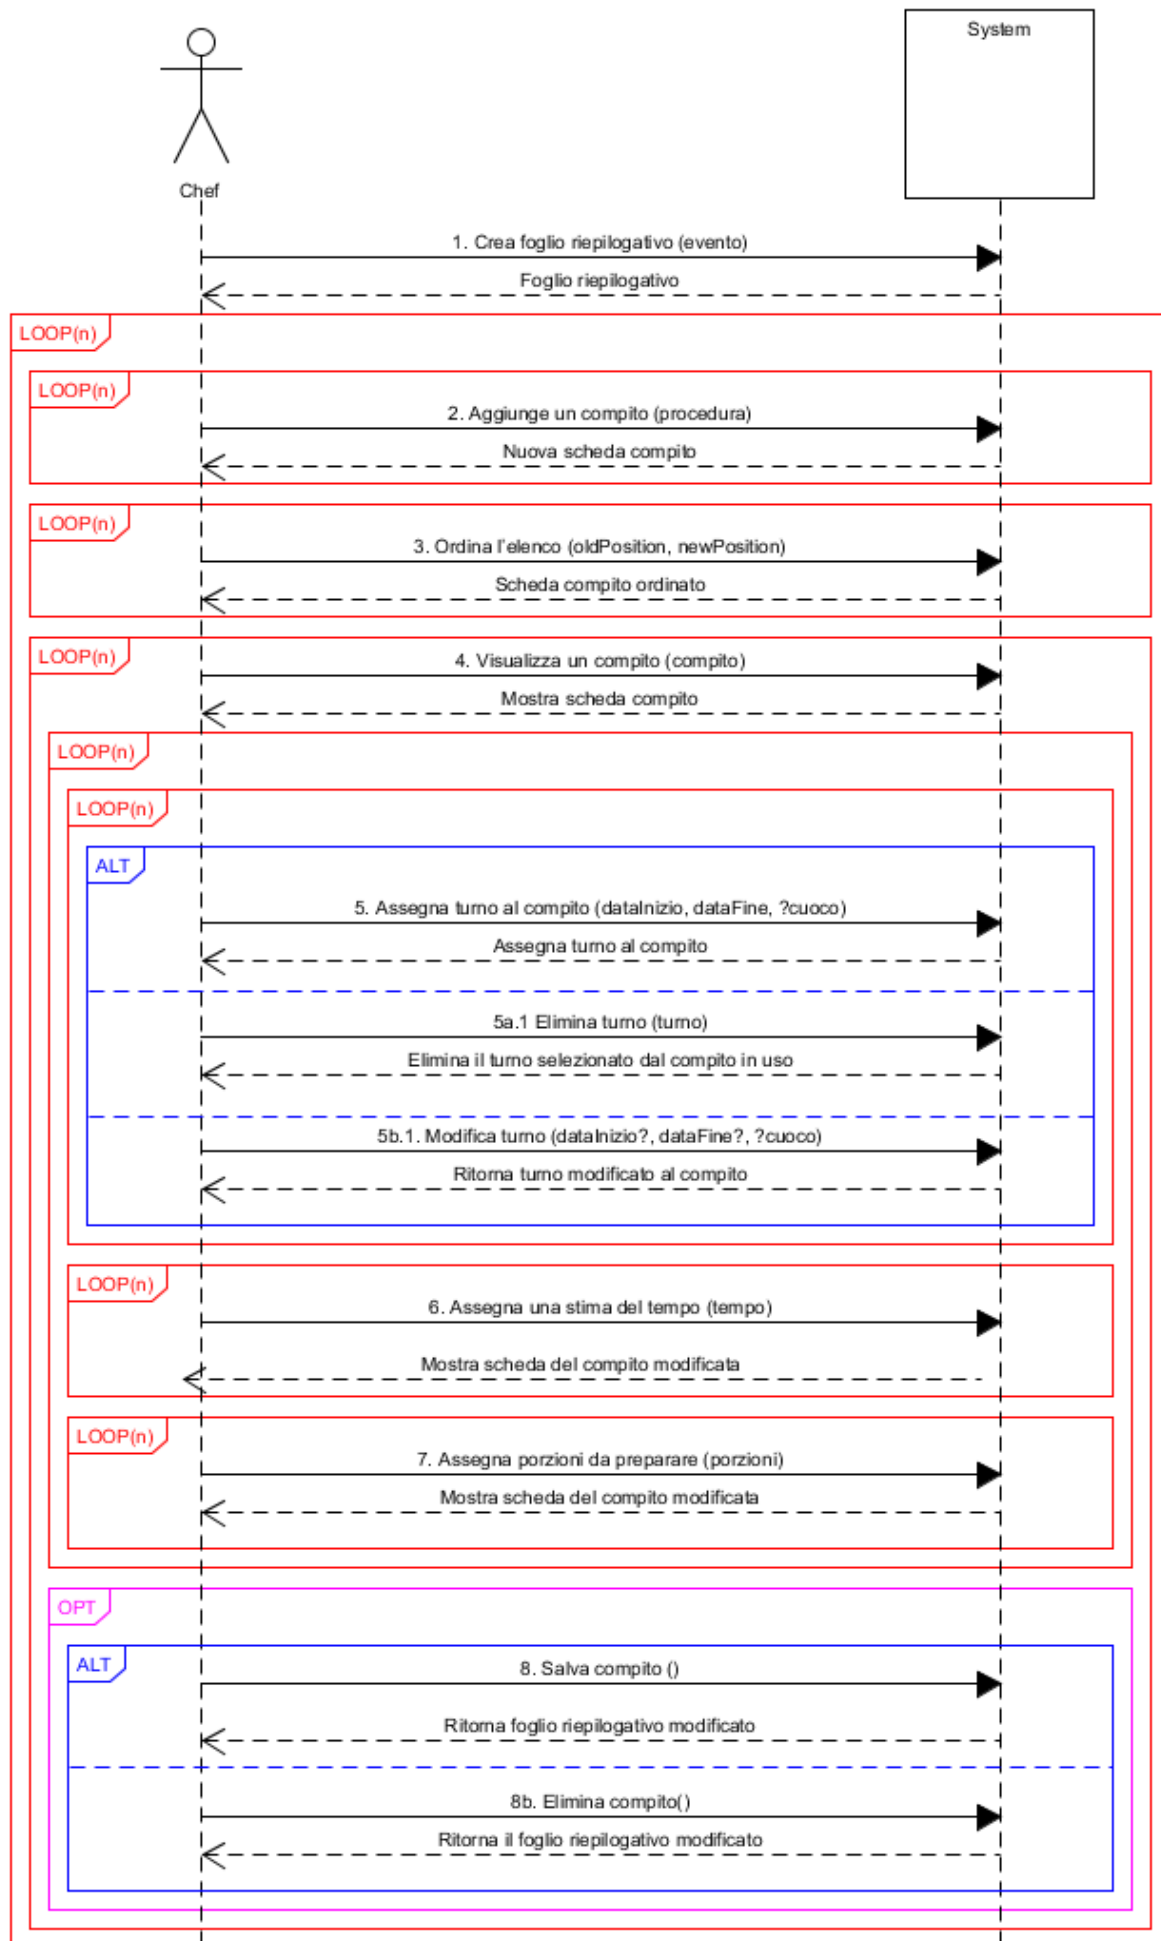 System
Chef
1. Crea foglio riepilogativo (evento)
Foglio riepilogativo
LOOP(n)
LOOP(n)
2. Aggiunge un compito (procedura)
Nuova scheda compito
LOOP(n)
3. Ordina l'elenco (oldPosition, newPosition)
Scheda compito ordinato
LOOP(n)
4. Visualizza un compito (compito)
Mostra scheda compito
LOOP(n)
LOOP(n)
ALT
5. Assegna turno al compito (dataInizio, dataFine, ?cuoco)
Assegna turno al compito
5a.1 Elimina turno (turno)
Elimina il turno selezionato dal compito in uso
5b.1. Modifica turno (dataInizio?, dataFine?, ?cuoco)
Ritorna turno modificato al compito
LOOP(n)
6. Assegna una stima del tempo (tempo)
Mostra scheda del compito modificata
LOOP(n)
7. Assegna porzioni da preparare (porzioni)
Mostra scheda del compito modificata
OPT
ALT
8. Salva compito ()
Ritorna foglio riepilogativo modificato
8b. Elimina compito()
Ritorna il foglio riepilogativo modificato